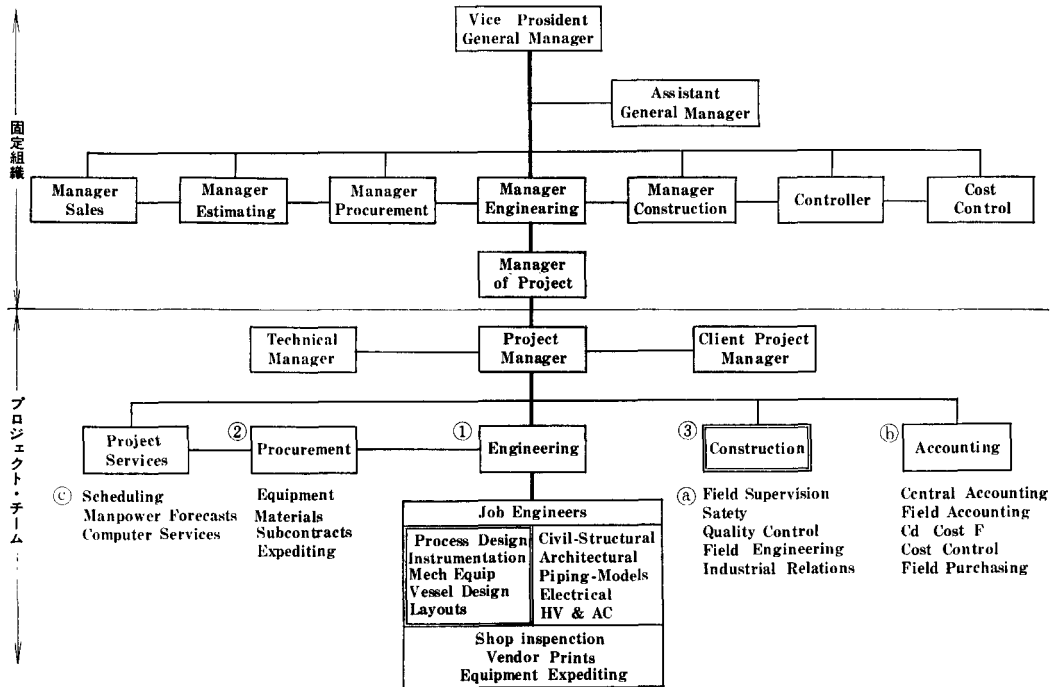 Vice Prosident
General Manager
Assistant
General Manager
固定組織
Manager
Sales
Manager
Estimating
Manager
Procurement
Manager
Enginearing
Manager
Construction
Controller
Cost
Control
Manager
of Project
プロジェクト・チーム
Technical
Manager
Project
Manager
Client Project
Manager
Project
Services
②
Procurement
①
Engineering
③
Construction
ⓑ
Accounting
ⓒ Scheduling
Manpower Forecasts
Computer Services
Equipment
Materials
Subcontracts
Expediting
Job Engineers
Process Design
Instrumentation
Mech Equip
Vessel Design
Layouts
Civil-Structural
Architectural
Piping-Models
Electrical
HV & AC
Shop inspenction
Vendor Prints
Equipment Expediting
ⓐ Field Supervision
Satety
Quality Control
Field Engineering
Industrial Relations
Central Accounting
Field Accounting
Cd Cost F
Cost Control
Field Purchasing